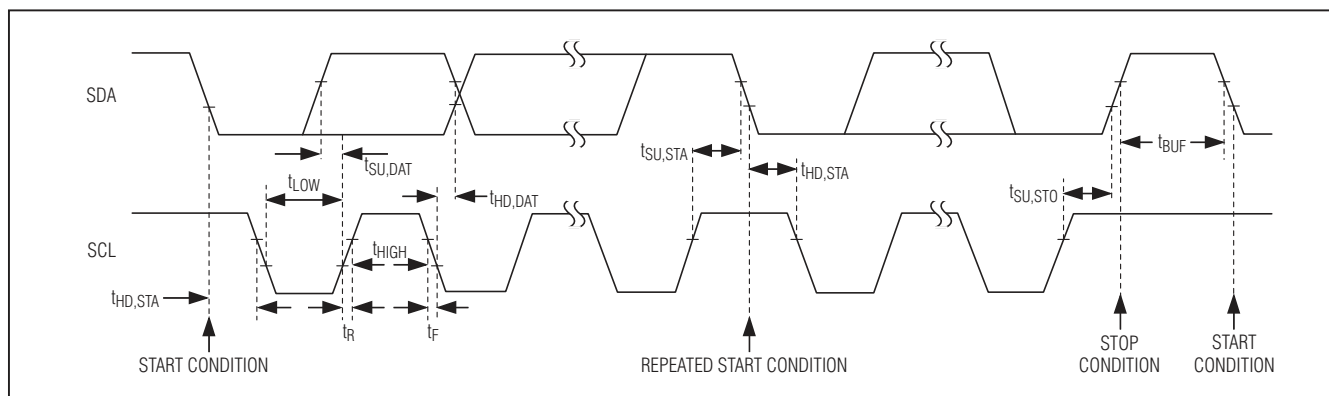 SDA
tSU,DAT
tLOW
tHD,DAT
tSU,STA
tHD,STA
tBUF
tSU,STO
SCL
tHIGH
tHD,STA
tR
tF
START CONDITION
REPEATED START CONDITION
STOP
CONDITION
START
CONDITION